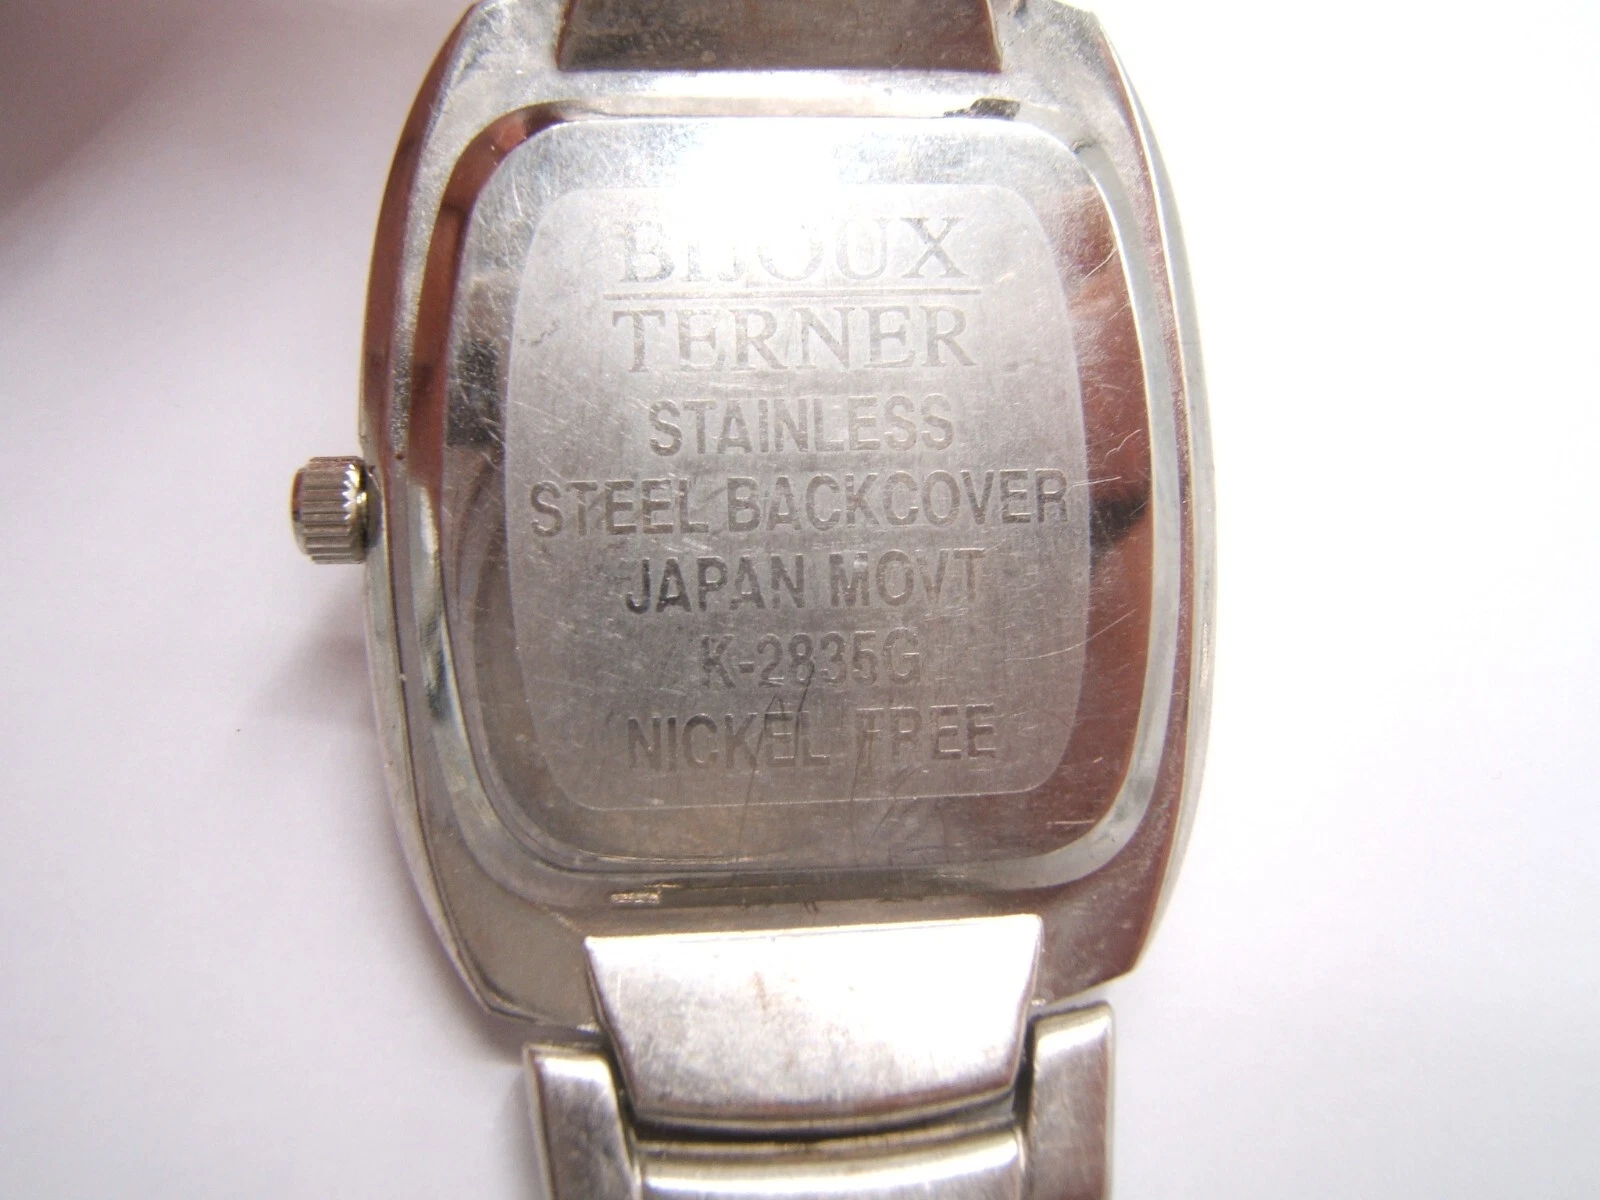 BIJOUX
TERNER
STAINLESS
STEEL BACKCOVER
JAPAN MOVT
K-2835G
NICKEL FREE